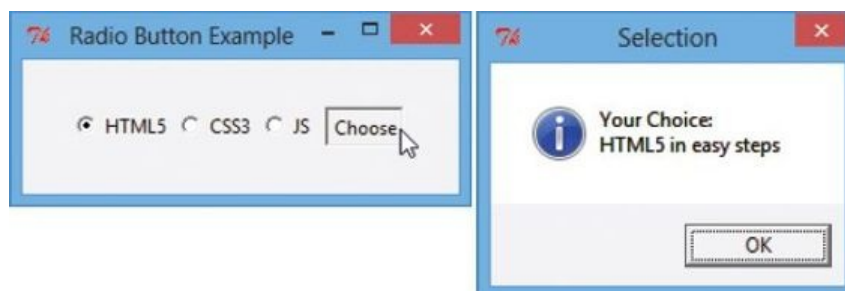 Radio Button Example
HTML5 CSS3 JS Choose
Selection
Your Choice:
HTML5 in easy steps
OK